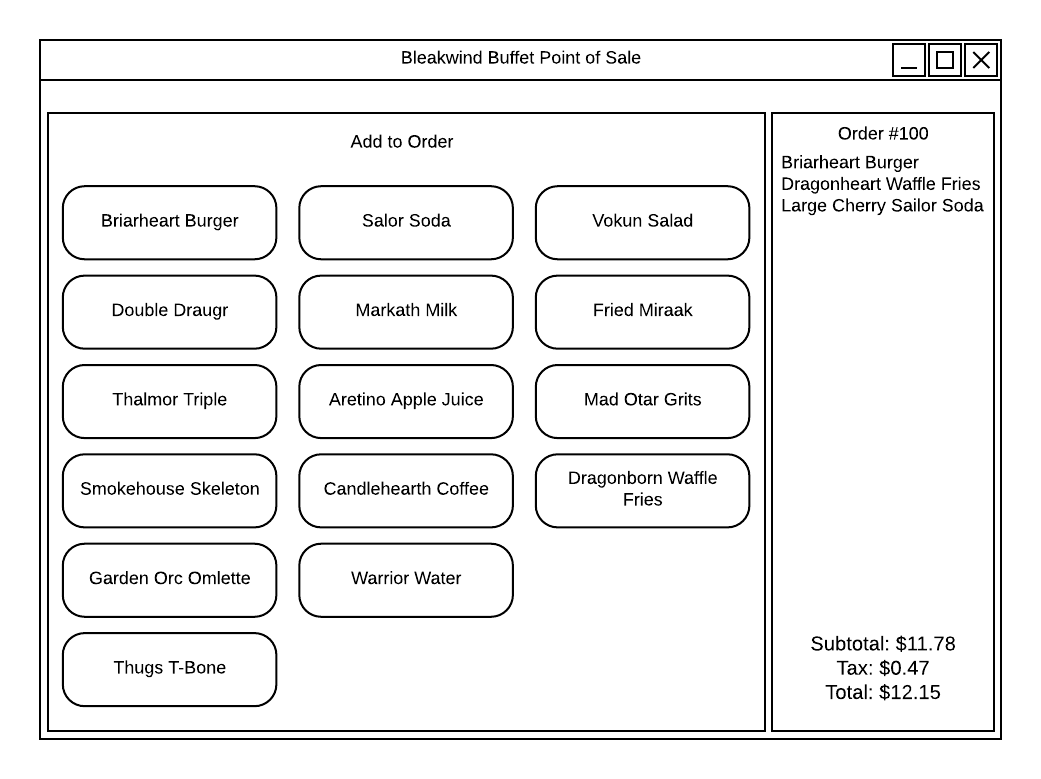 Bleakwind Buffet Point of Sale
Add to Order
Briarheart Burger
Salor Soda
Vokun Salad
Double Draugr
Markath Milk
Fried Miraak
Thalmor Triple
Aretino Apple Juice
Mad Otar Grits
Smokehouse Skeleton
Candlehearth Coffee
Dragonborn Waffle
Fries
Garden Orc Omlette
Warrior Water
Thugs T-Bone
Order #100
Briarheart Burger
Dragonheart Waffle Fries
Large Cherry Sailor Soda
Subtotal: $11.78
Tax: $0.47
Total: $12.15